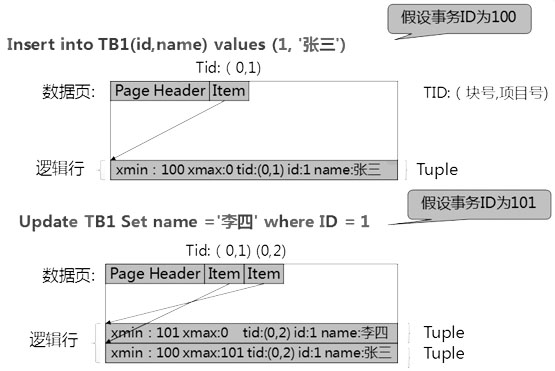 假设事务ID为100
Insert into TB1(id,name) values (1, '张三')
Tid: ( 0,1)
数据页: Page Header Item TID: ( 块号,项目号)
逻辑行 xmin : 100 xmax:0 tid:(0,1) id:1 name:张三 Tuple
假设事务ID为101
Update TB1 Set name ='李四' where ID = 1
Tid: ( 0,1) (0,2)
数据页: Page Header Item Item
逻辑行 xmin : 101 xmax:0 tid:(0,2) id:1 name:李四 Tuple
xmin : 100 xmax:101 tid:(0,2) id:1 name:张三 Tuple